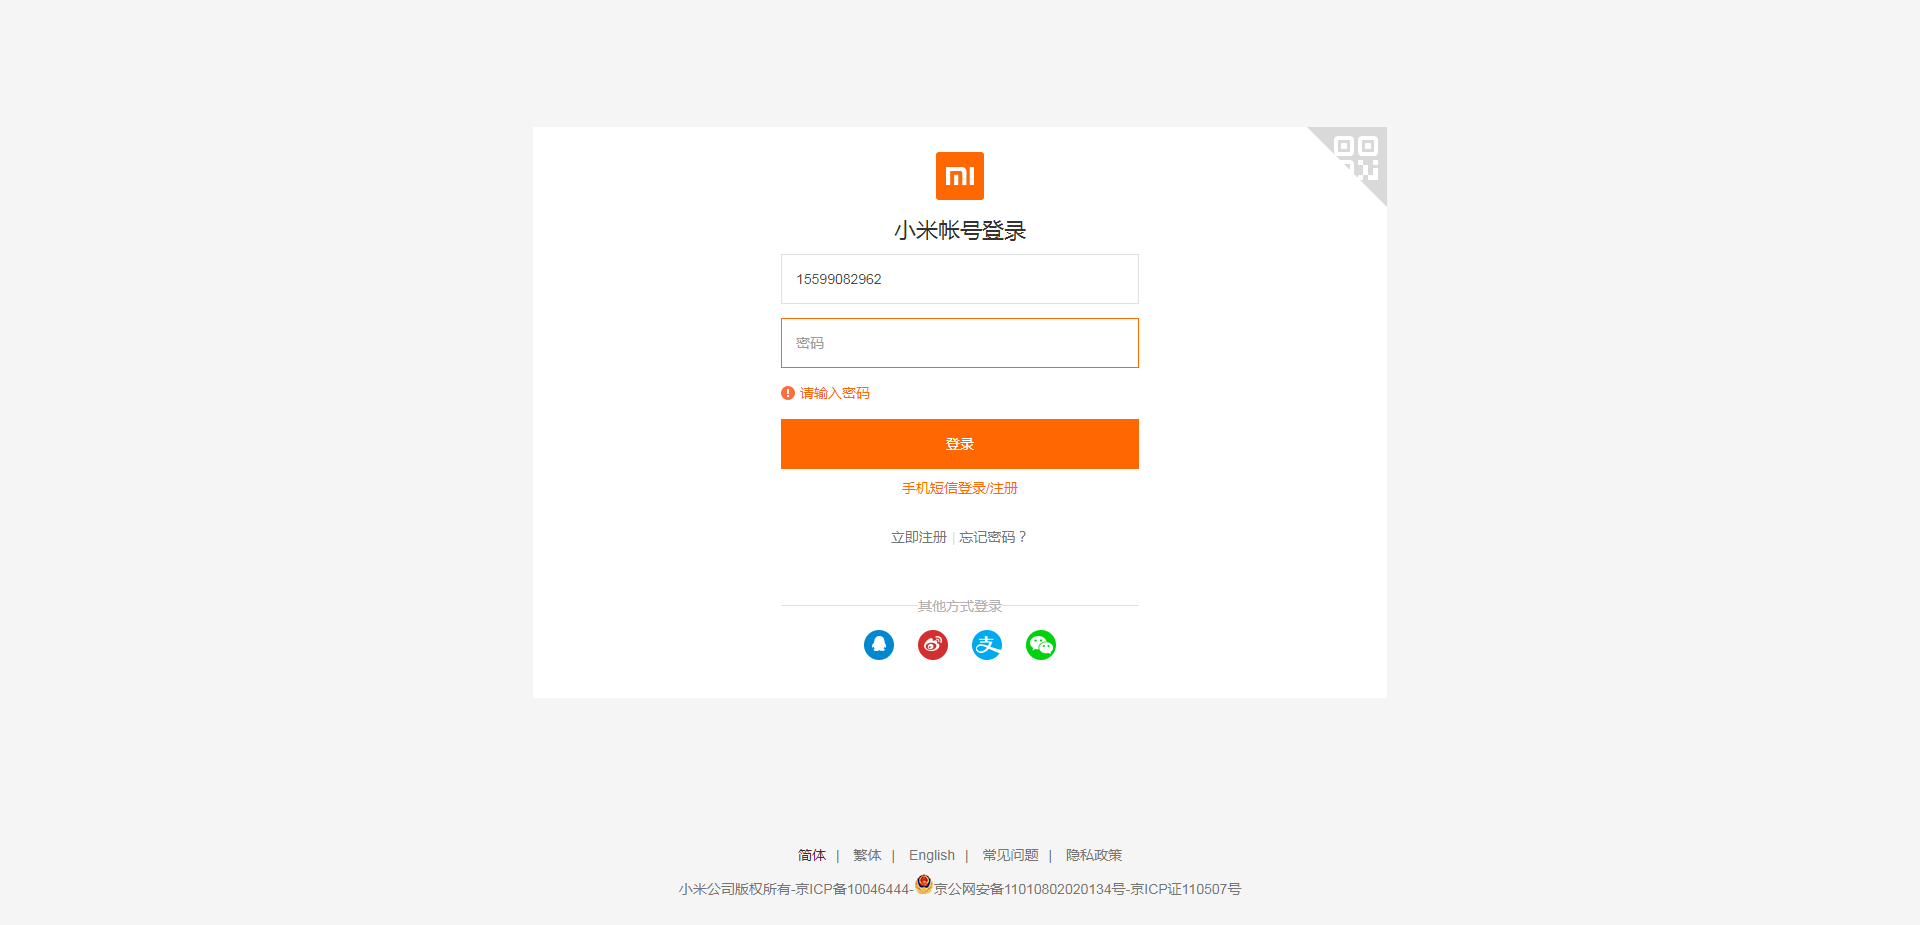 小米帐号登录
15599082962
密码
请输入密码
登录
手机短信登录/注册
立即注册 | 忘记密码？
其他方式登录
简体 | 繁体 | English | 常见问题 | 隐私政策
小米公司版权所有-京ICP备10046444-京公网安备11010802020134号-京ICP证110507号